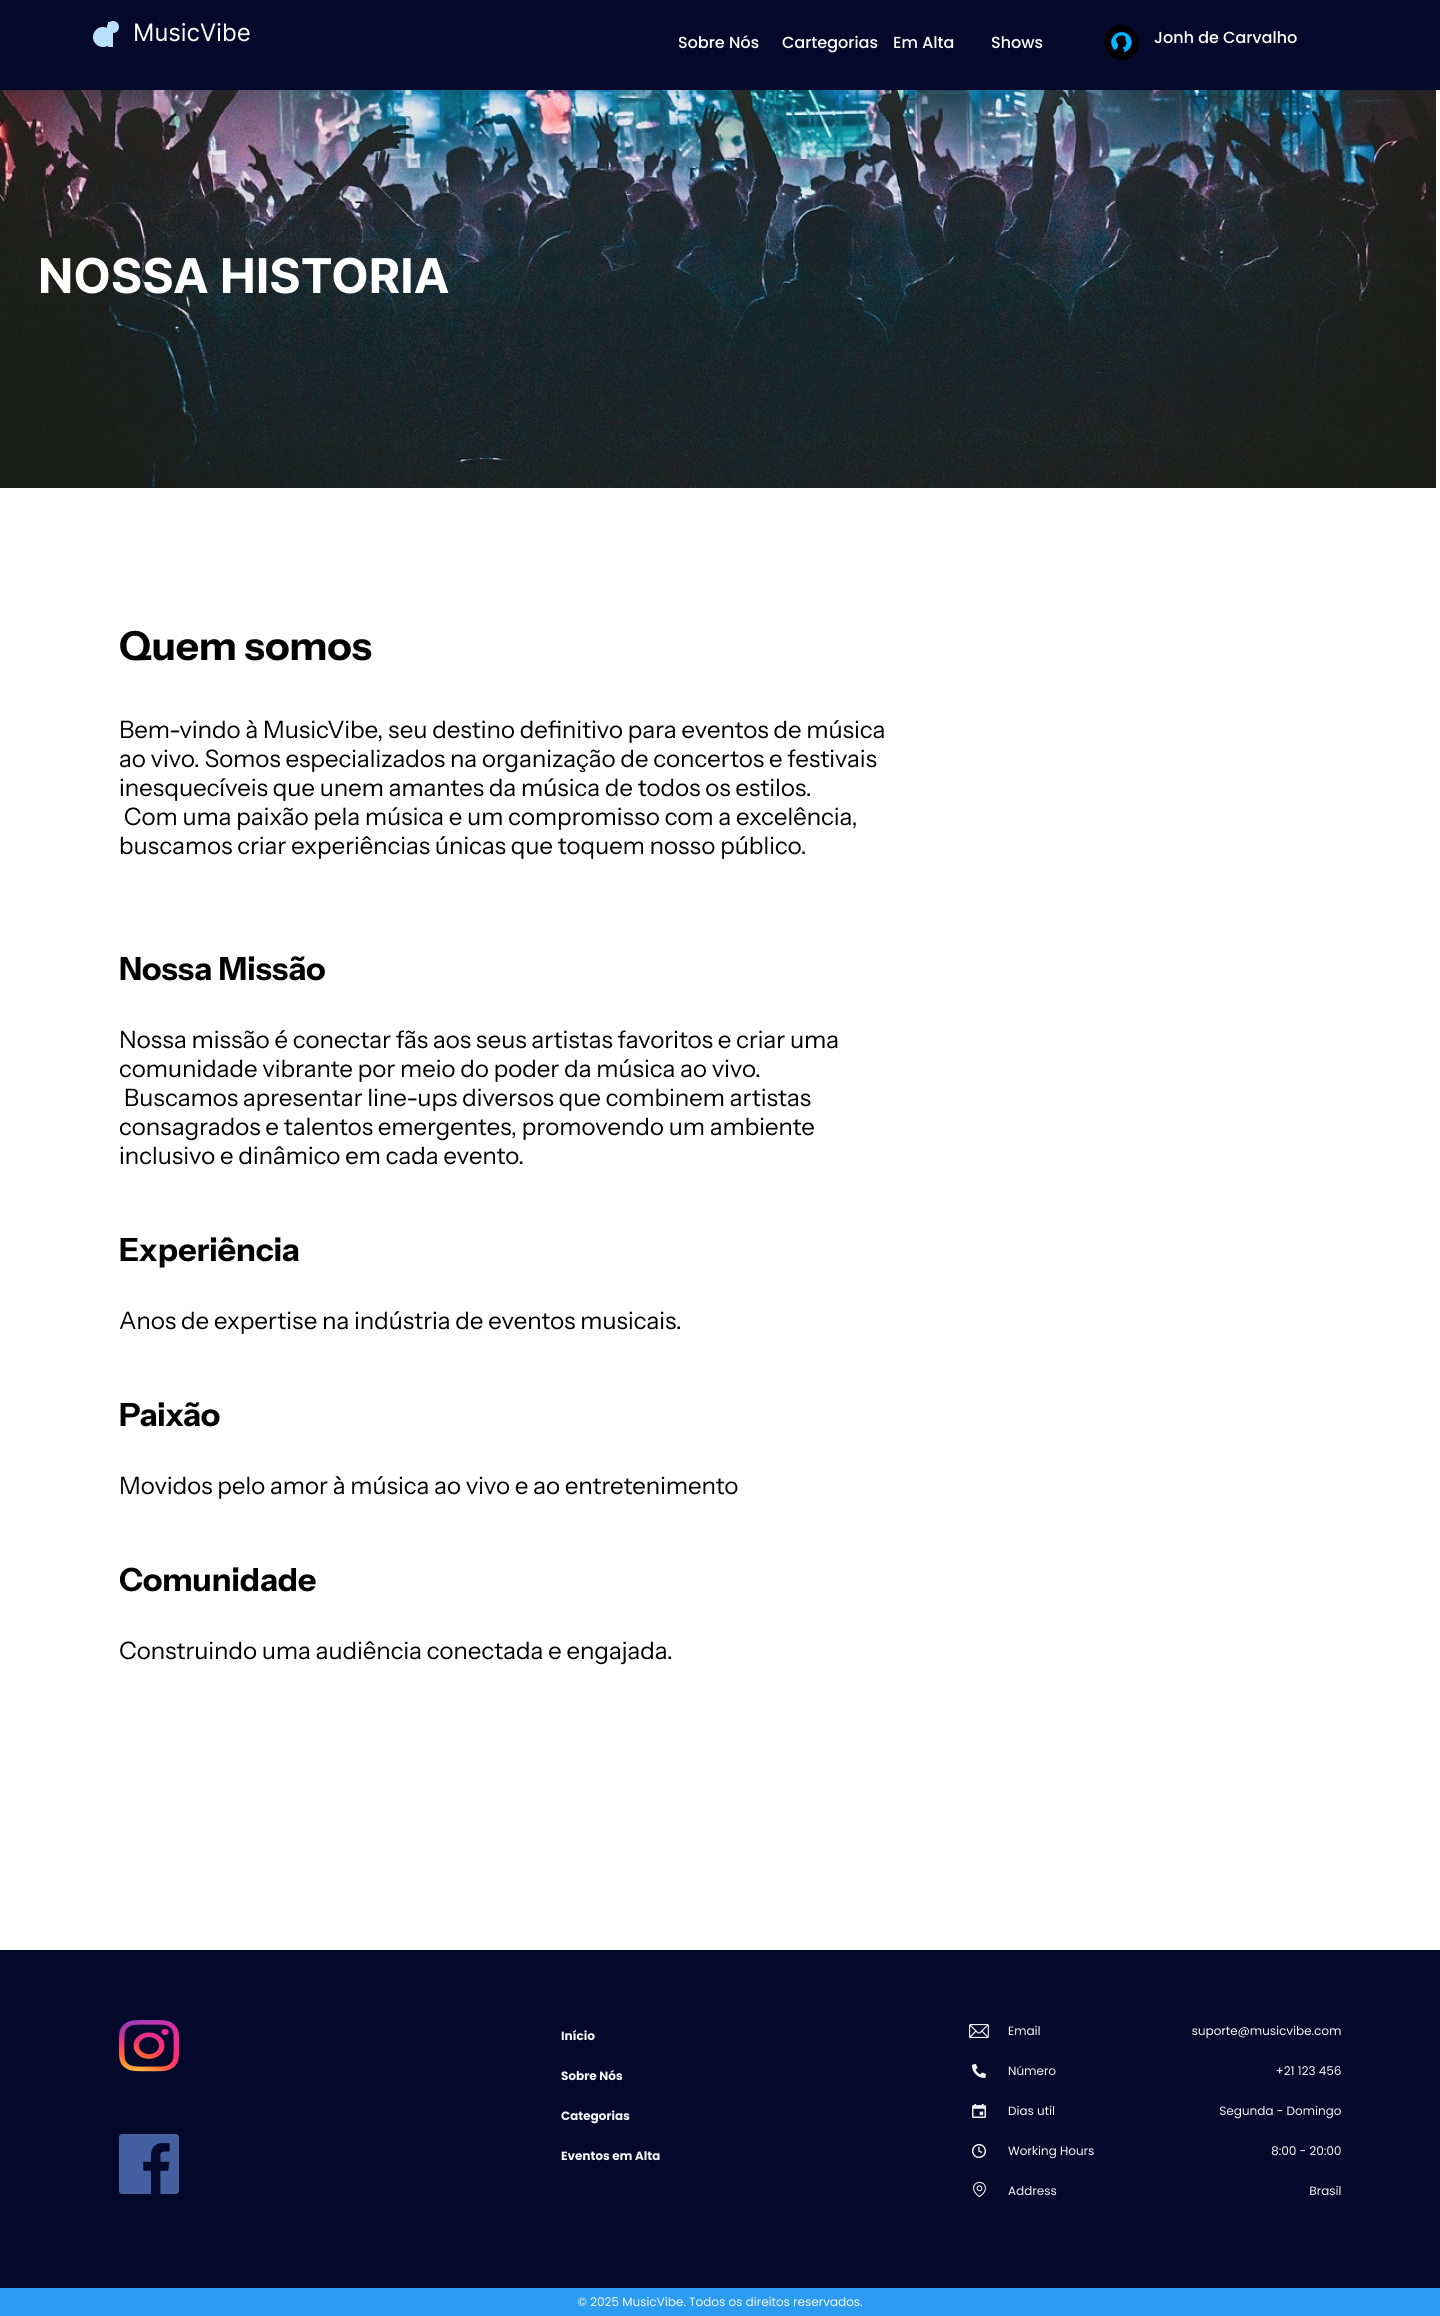 MusicVibe
Sobre Nós Cartegorias Em Alta Shows Jonh de Carvalho
NOSSA HISTORIA
Quem somos
Bem-vindo à MusicVibe, seu destino definitivo para eventos de música
ao vivo. Somos especializados na organização de concertos e festivais
inesquecíveis que unem amantes da música de todos os estilos.
Com uma paixão pela música e um compromisso com a excelência,
buscamos criar experiências únicas que toquem nosso público.
Nossa Missão
Nossa missão é conectar fãs aos seus artistas favoritos e criar uma
comunidade vibrante por meio do poder da música ao vivo.
Buscamos apresentar line-ups diversos que combinem artistas
consagrados e talentos emergentes, promovendo um ambiente
inclusivo e dinâmico em cada evento.
Experiência
Anos de expertise na indústria de eventos musicais.
Paixão
Movidos pelo amor à música ao vivo e ao entretenimento
Comunidade
Construindo uma audiência conectada e engajada.
Início
Sobre Nós
Categorias
Eventos em Alta
Email suporte@musicvibe.com
Número +21 123 456
Dias util Segunda - Domingo
Working Hours 8:00 - 20:00
Address Brasil
© 2025 MusicVibe. Todos os direitos reservados.